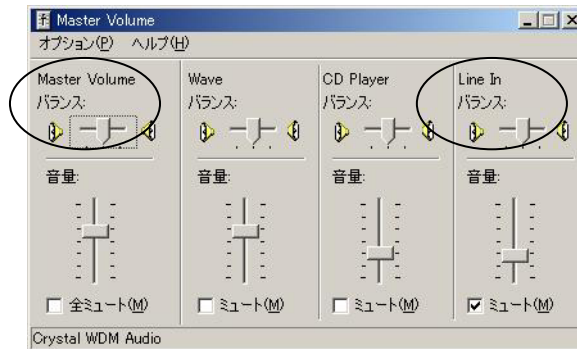 Master Volume
オプション(P) ヘルプ(H)
Master Volume Wave CD Player Line In
バランス: バランス: バランス: バランス:
音量: 音量: 音量: 音量:
全ミュート(M) ミュート(M) ミュート(M) ミュート(M)
Crystal WDM Audio